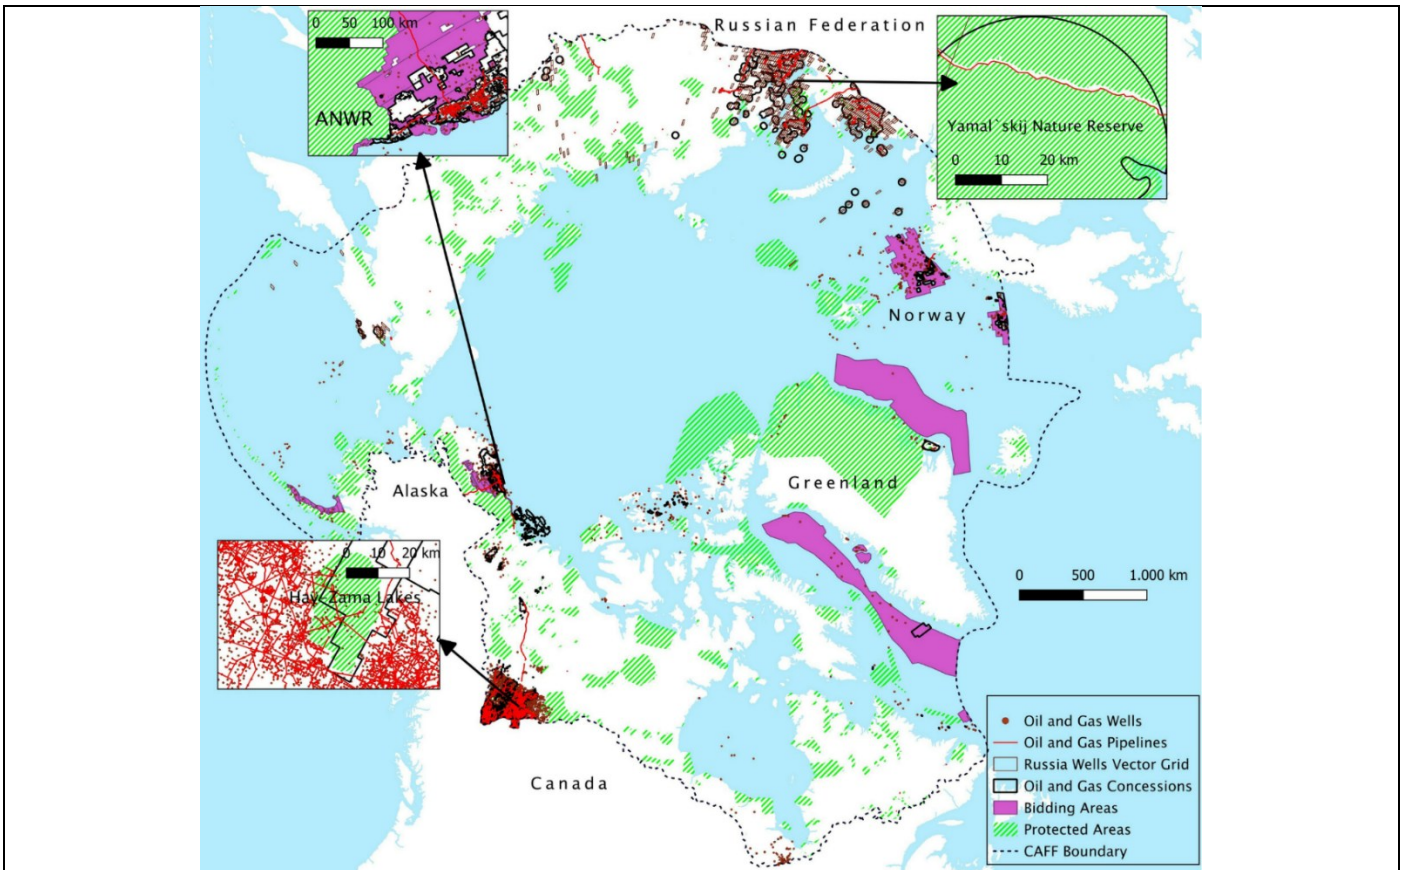 Russian Federation
0 50 100 km
ANWR
Yamal`skij Nature Reserve
0 10 20 km
Norway
Alaska
Greenland
0 10 20 km
Hay-Zama Lakes
0 500 1.000 km
Canada
Oil and Gas Wells
Oil and Gas Pipelines
Russia Wells Vector Grid
Oil and Gas Concessions
Bidding Areas
Protected Areas
CAFF Boundary